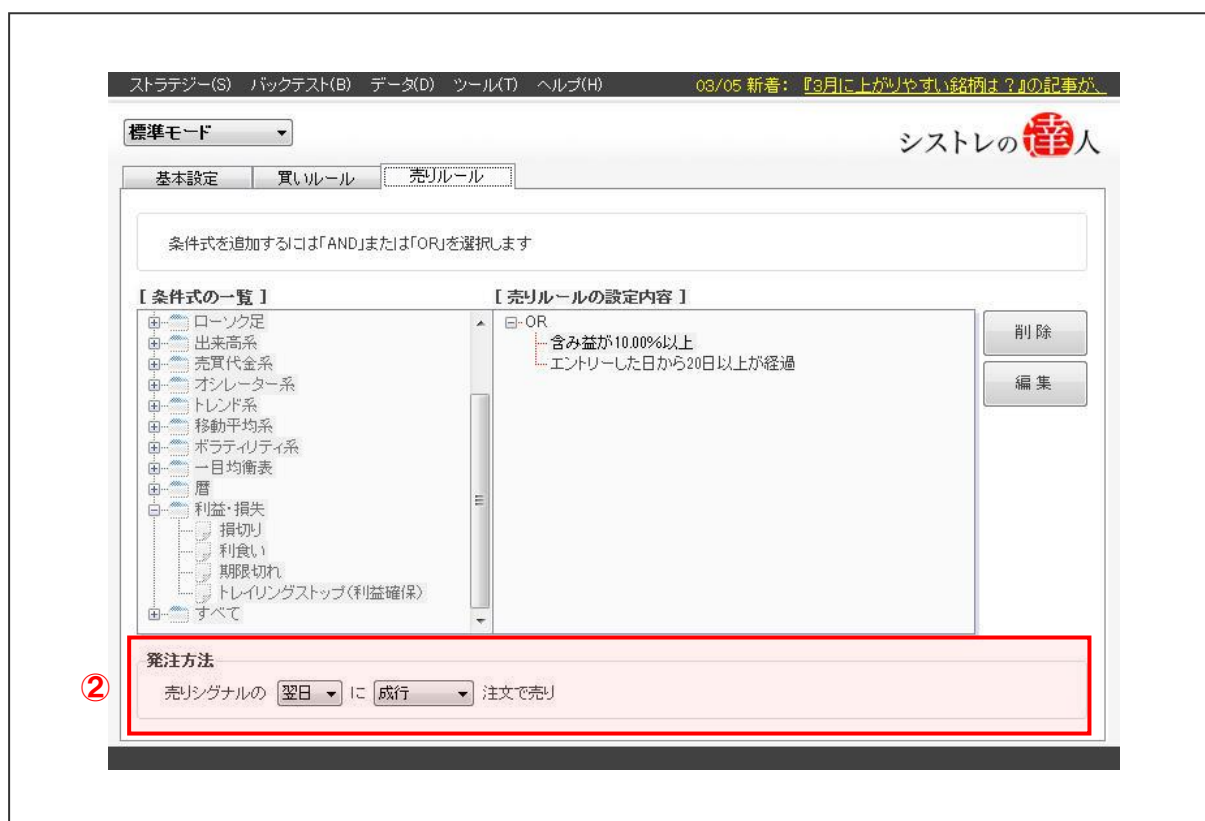 ストラテジー(S) バックテスト(B) データ(D) ツール(T) ヘルプ(H) 03/05 新着： 『3月に上がりやすい銘柄は？』の記事が、
標準モード
シストレの達人
基本設定 買いルール 売りルール
条件式を追加するには「AND」または「OR」を選択します
[ 条件式の一覧 ] [ 売りルールの設定内容 ]
ローソク足
出来高系
売買代金系
オシレーター系
トレンド系
移動平均系
ボラティリティ系
一目均衡表
暦
利益・損失
損切り
利食い
期限切れ
トレイリングストップ(利益確保)
すべて
OR
含み益が10.00%以上
エントリーした日から20日以上が経過
削除
編集
②
発注方法
売りシグナルの 翌日 に 成行 注文で売り